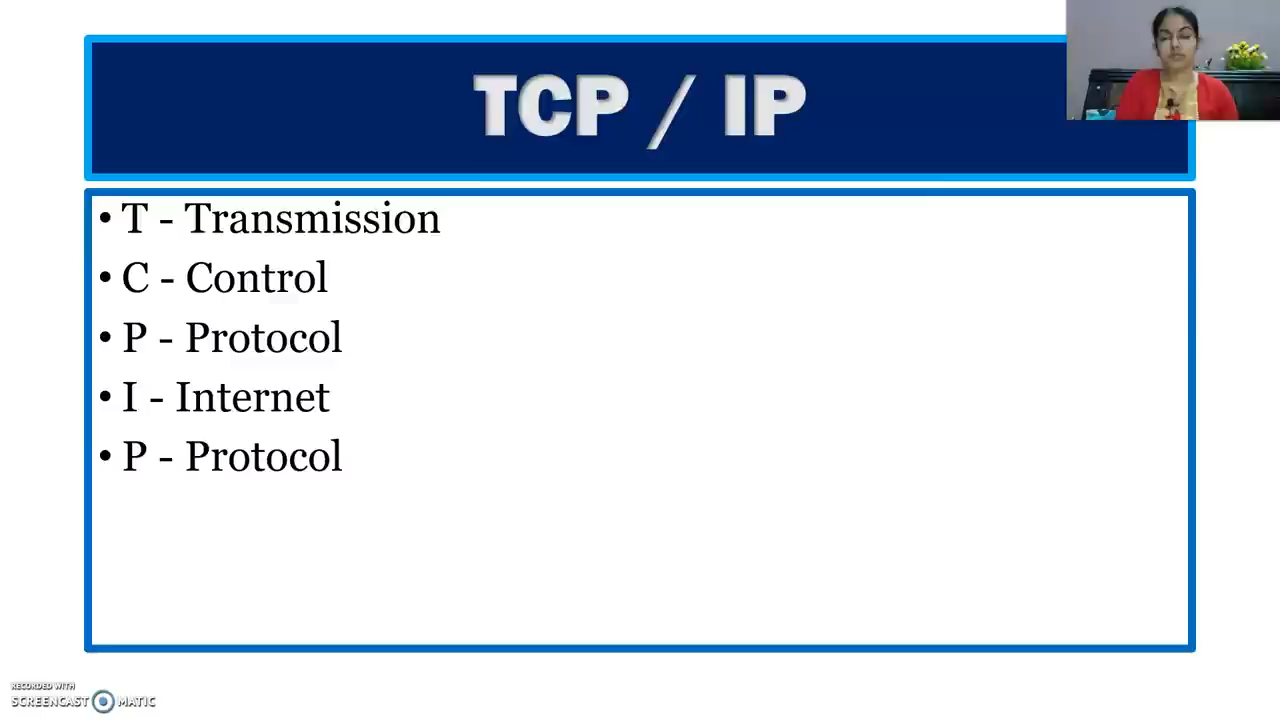 TCP / IP
• T - Transmission
• C - Control
• P - Protocol
• I - Internet
• P - Protocol
RECORDED WITH
SCREENCAST MATIC